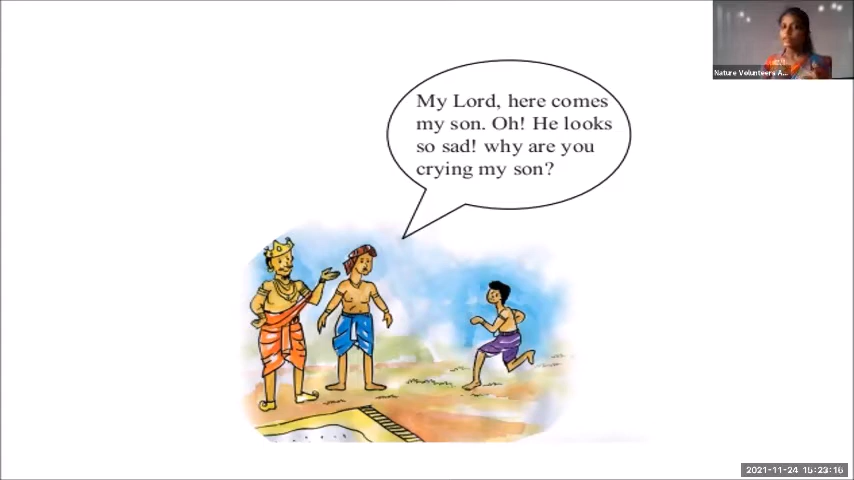 Nature Volunteers A...
My Lord, here comes
my son. Oh! He looks
so sad! why are you
crying my son?
2021-11-24 15:23:16